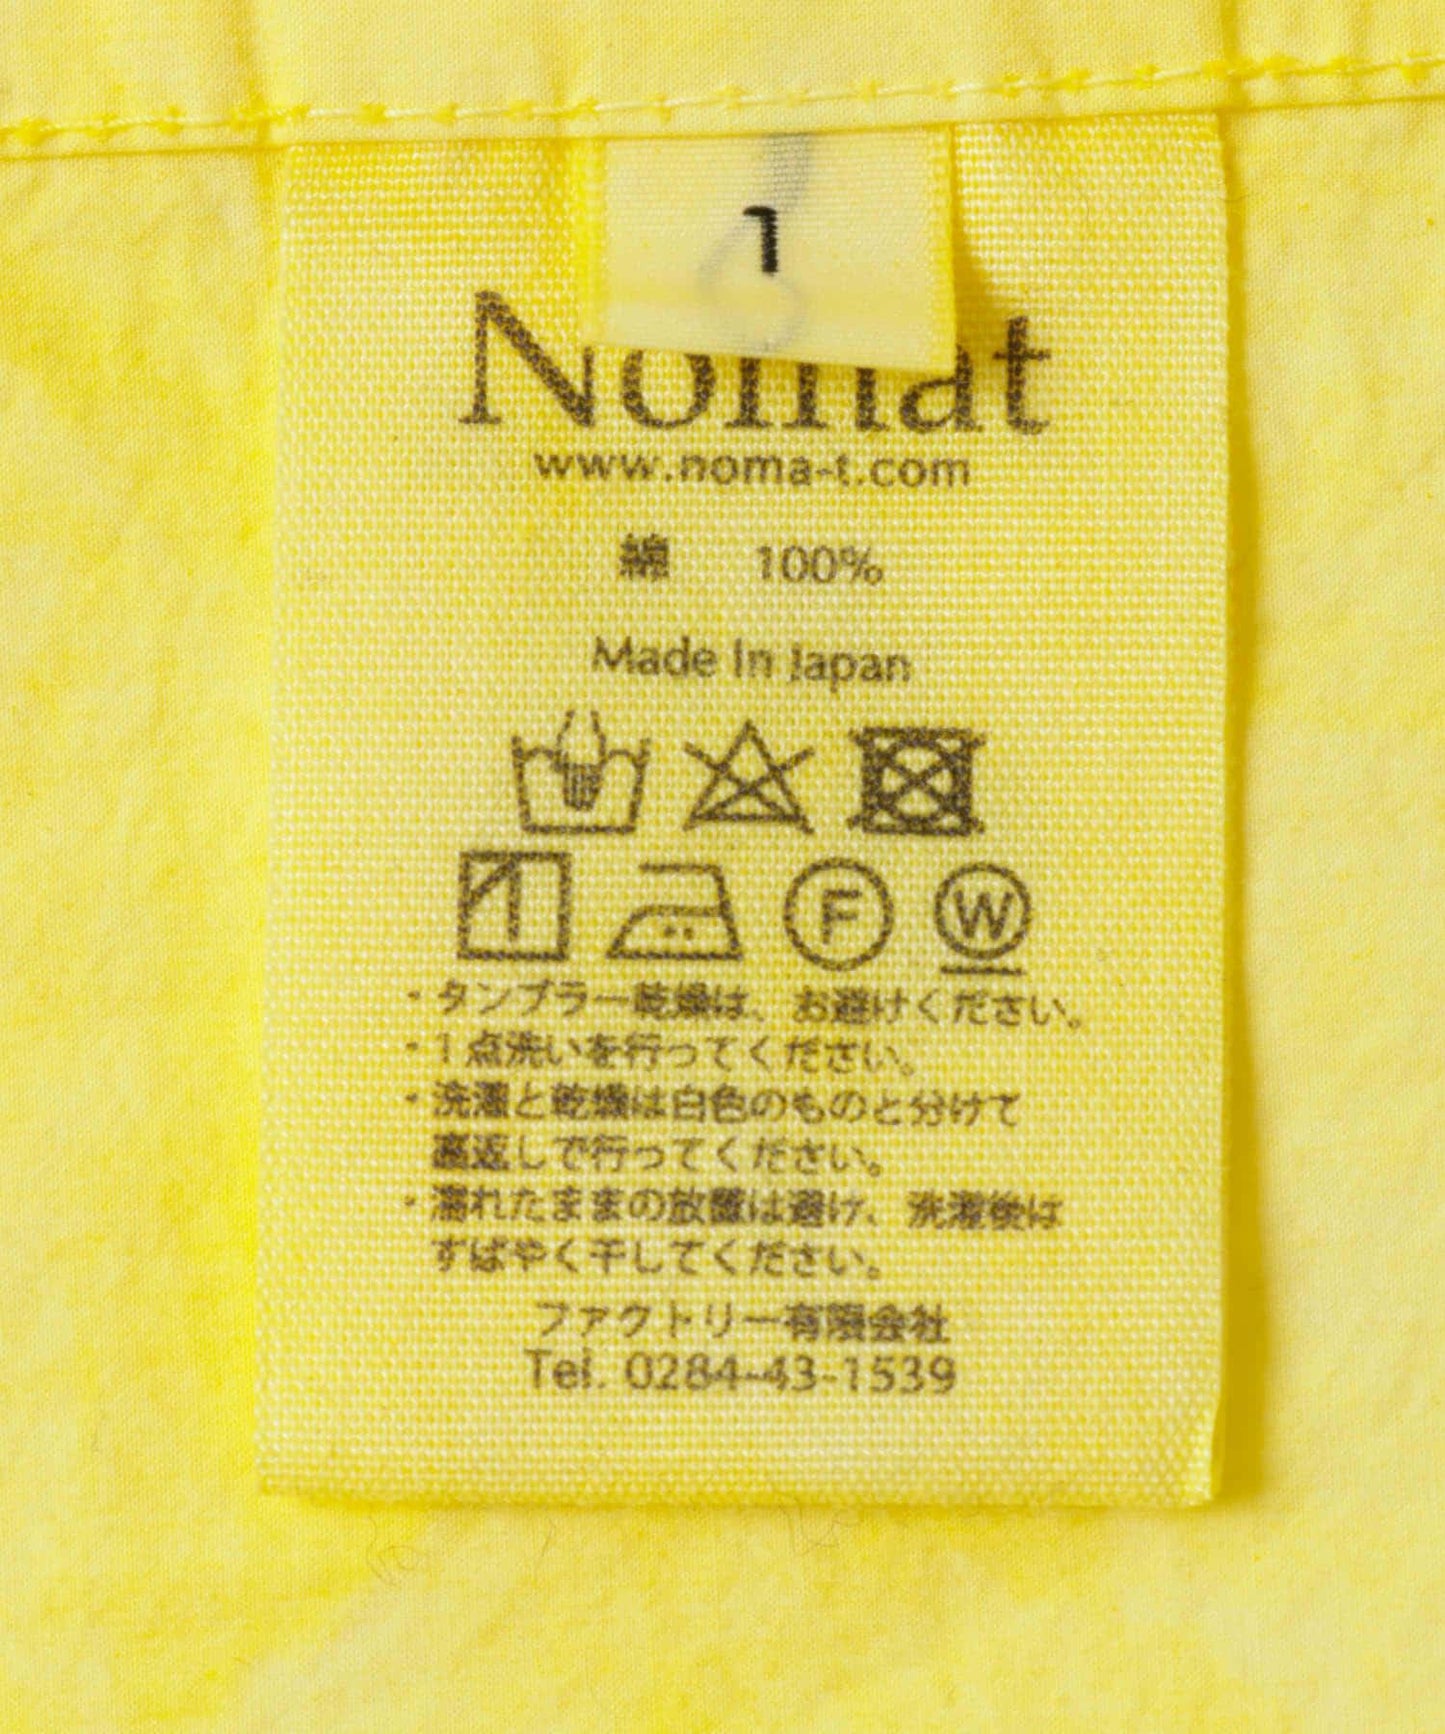 1
Nomat
www.noma-t.com
綿 100%
Made In Japan
F W
・タンブラー乾燥は、お避けください。
・1点洗いを行ってください。
・洗濯と乾燥は白色のものと分けて
裏返しで行ってください。
・濡れたままの放置は避け、洗濯後は
すばやく干してください。
ファクトリー有限会社
Tel. 0284-43-1539